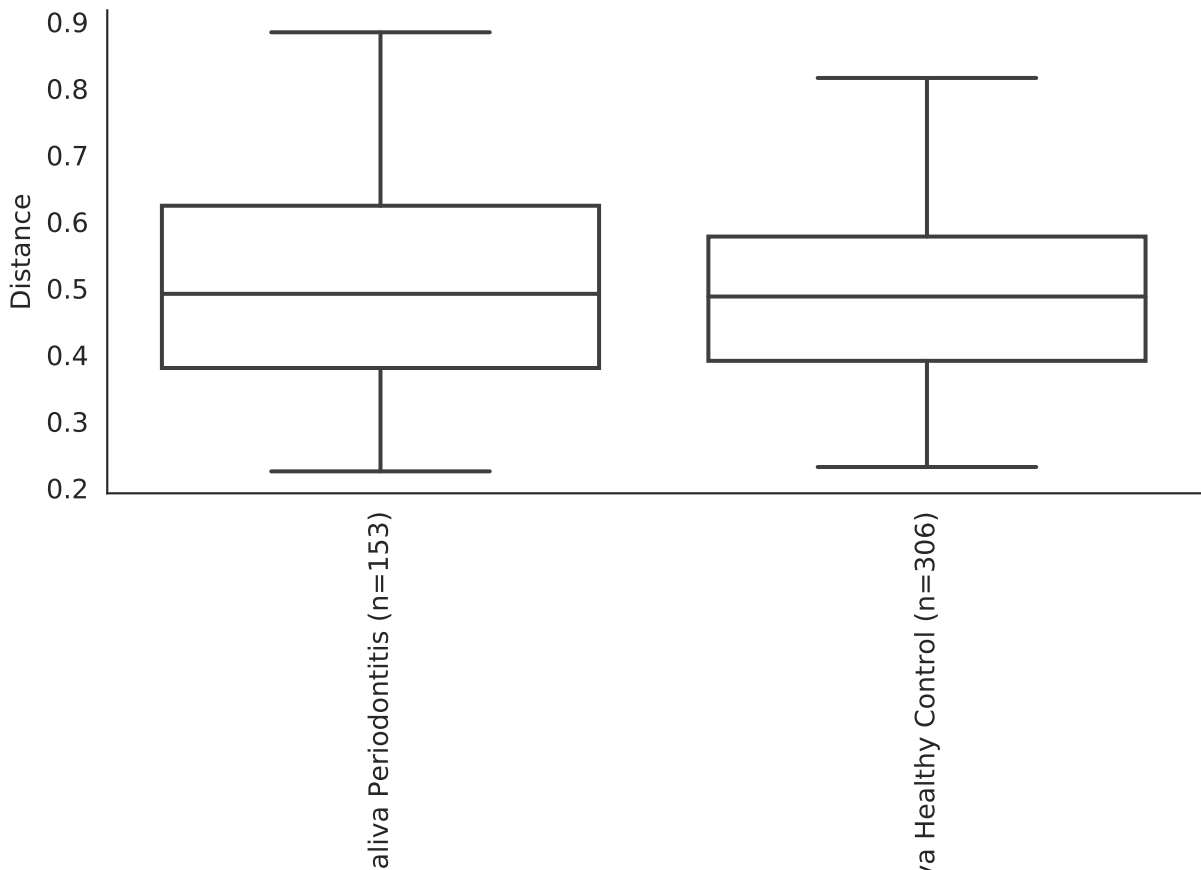 0.9
0.8
0.7
0.6
0.5
0.4
0.3
0.2
Distance
aliva Periodontitis (n=153)
va Healthy Control (n=306)